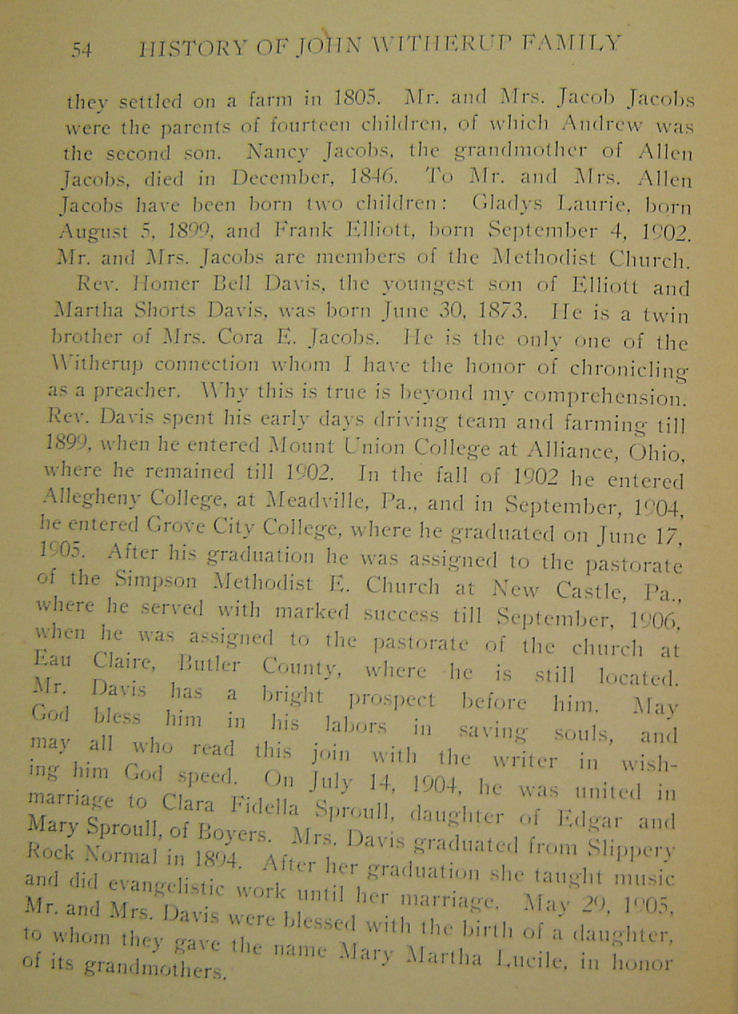 54 HISTORY OF JOHN WITHERUP FAMILY
they settled on a farm in 1805. Mr. and Mrs. Jacob Jacobs
were the parents of fourteen children, of which Andrew was
the second son. Nancy Jacobs, the grandmother of Allen
Jacobs, died in December, 1846. To Mr. and Mrs. Allen
Jacobs have been born two children: Gladys Laurie, born
August 5, 1899, and Frank Elliott, born September 4, 1902.
Mr. and Mrs. Jacobs are members of the Methodist Church.
Rev. Homer Bell Davis, the youngest son of Elliott and
Martha Shorts Davis, was born June 30, 1873. He is a twin
brother of Mrs. Cora E. Jacobs. He is the only one of the
Witherup connection whom I have the honor of chronicling
as a preacher. Why this is true is beyond my comprehension.
Rev. Davis spent his early days driving team and farming till
1899, when he entered Mount Union College at Alliance, Ohio,
where he remained till 1902. In the fall of 1902 he entered
Allegheny College, at Meadville, Pa., and in September, 1904,
he entered Grove City College, where he graduated on June 17,
1905. After his graduation he was assigned to the pastorate
of the Simpson Methodist E. Church at New Castle, Pa.,
where he served with marked success till September, 1906,
when he was assigned to the pastorate of the church at
Eau Claire, Butler County, where he is still located.
Mr. Davis has a bright prospect before him. May
God bless him in his labors in saving souls, and
may all who read this join with the writer in wish-
ing him God speed. On July 14, 1904, he was united in
marriage to Clara Fidella Sproull, daughter of Edgar and
Mary Sproull, of Boyers. Mrs. Davis graduated from Slippery
Rock Normal in 1894. After her graduation she taught music
and did evangelistic work until her marriage. May 29, 1905,
Mr. and Mrs. Davis were blessed with the birth of a daughter,
to whom they gave the name Mary Martha Lucile, in honor
of its grandmothers.